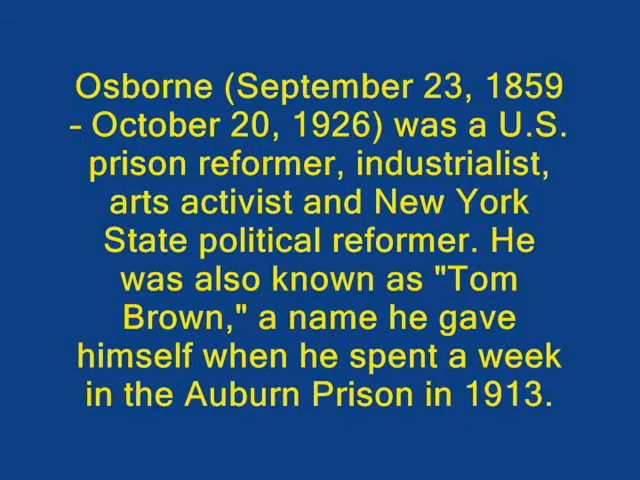 Osborne (September 23, 1859
– October 20, 1926) was a U.S.
prison reformer, industrialist,
arts activist and New York
State political reformer. He
was also known as "Tom
Brown," a name he gave
himself when he spent a week
in the Auburn Prison in 1913.